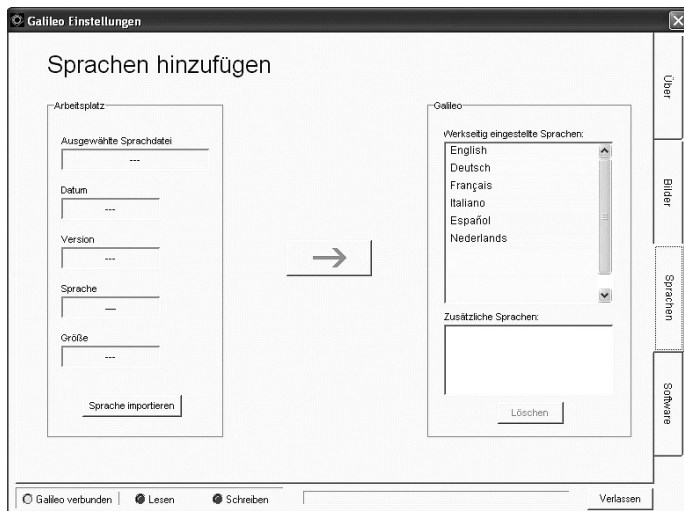 Galileo Einstellungen
Sprachen hinzufügen
Arbeitsplatz
Ausgewählte Sprachdatei
---
Datum
---
Version
---
Sprache
---
Größe
---
Sprache importieren
Galileo
Werkseitig eingestellte Sprachen:
English
Deutsch
Français
Italiano
Español
Nederlands
Zusätzliche Sprachen:
Löschen
Über
Bilder
Sprachen
Software
Galileo verbunden
Lesen
Schreiben
Verlassen